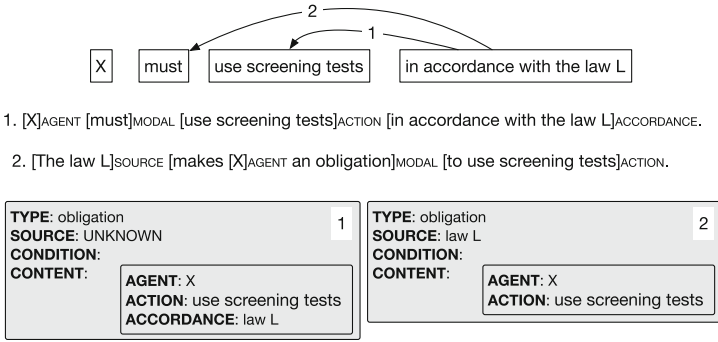 2
1
X must use screening tests in accordance with the law L
1. [X]AGENT [must]MODAL [use screening tests]ACTION [in accordance with the law L]ACCORDANCE.
2. [The law L]SOURCE [makes [X]AGENT an obligation]MODAL [to use screening tests]ACTION.
TYPE: obligation
1
SOURCE: UNKNOWN
CONDITION:
CONTENT:
AGENT: X
ACTION: use screening tests
ACCORDANCE: law L
TYPE: obligation
2
SOURCE: law L
CONDITION:
CONTENT:
AGENT: X
ACTION: use screening tests